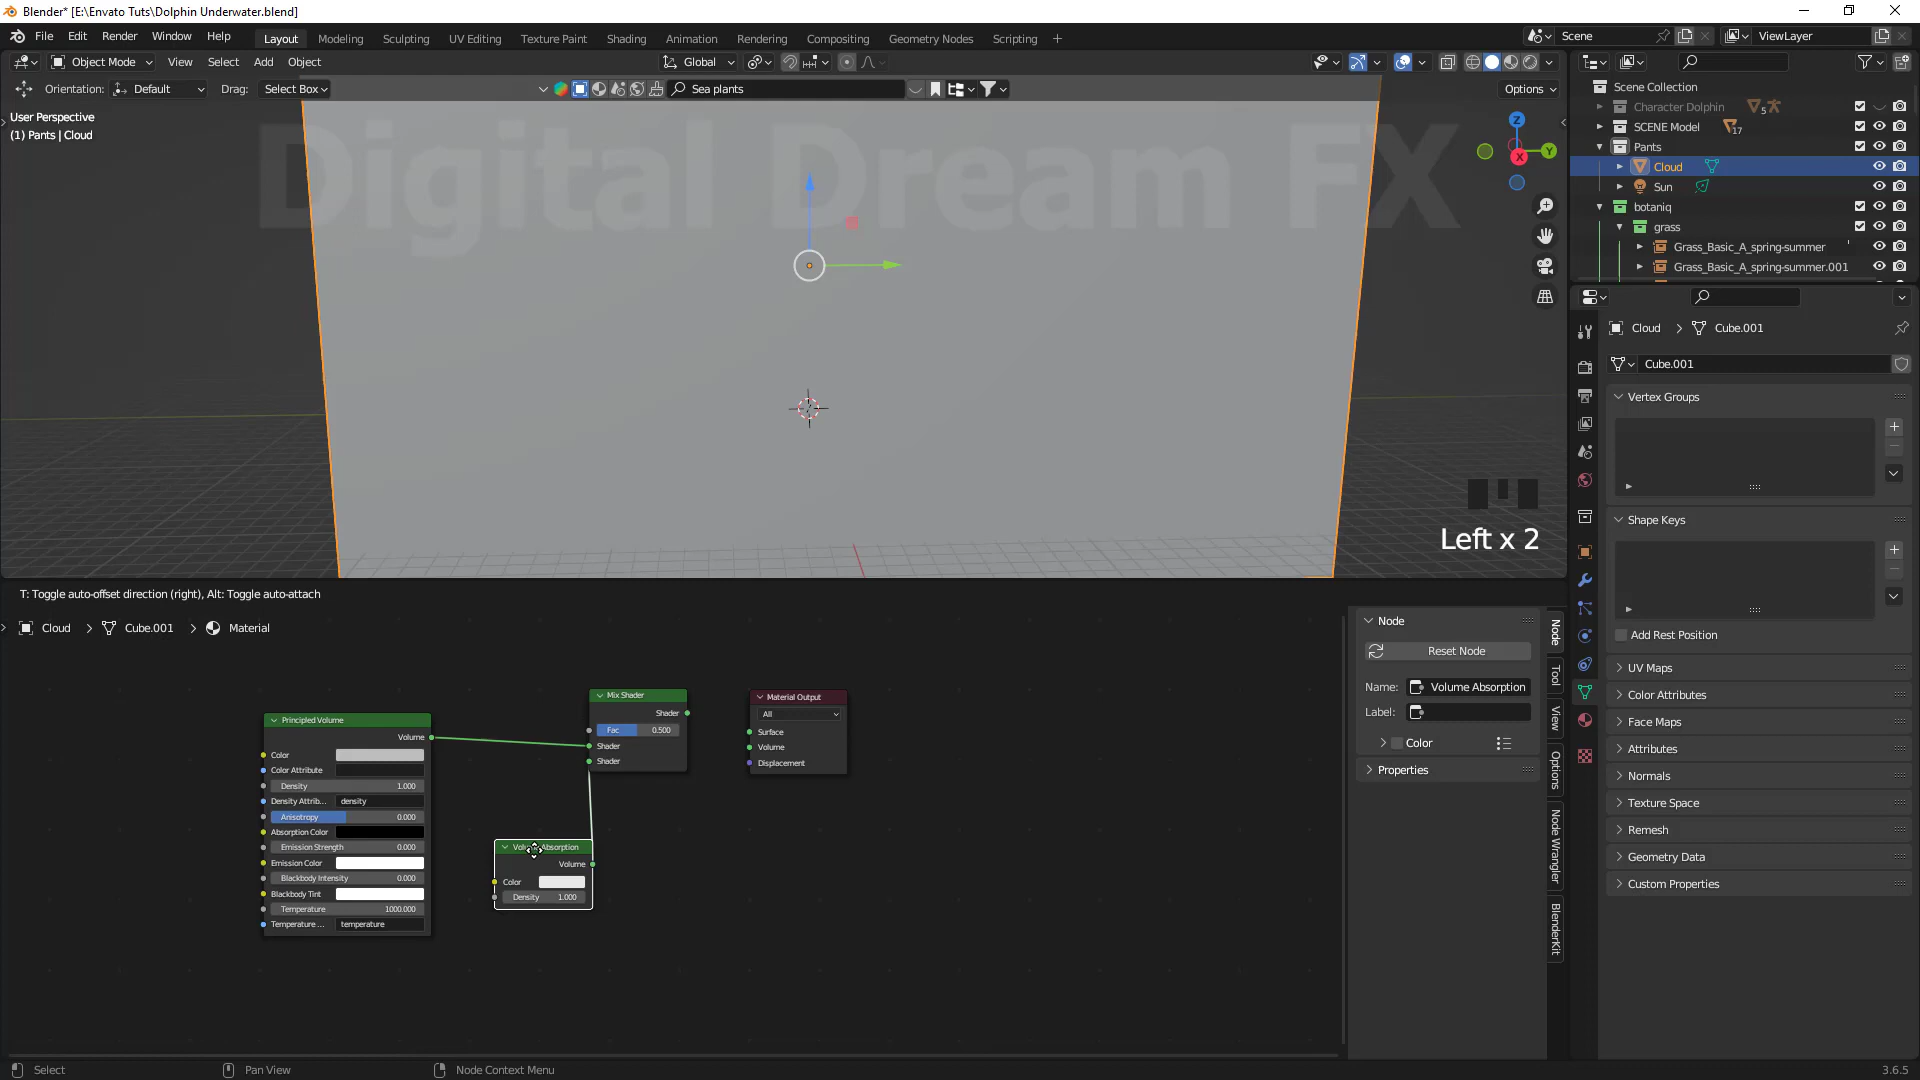 Blender* [E:\Envato Tuts\Dolphin Underwater.blend]
File Edit Render Window Help Layout Modeling Sculpting UV Editing Texture Paint Shading Animation Rendering Compositing Geometry Nodes Scripting + Scene ViewLayer
Object Mode View Select Add Object Global
Orientation: Default Drag: Select Box Sea plants Options
User Perspective
(1) Pants | Cloud
Digital Dream FX
Z
Y
X
Left x 2
Scene Collection
Character Dolphin 5
SCENE Model 17
Pants
Cloud
Sun
botaniq
grass
Grass_Basic_A_spring-summer
Grass_Basic_A_spring-summer.001
Cloud > Cube.001
Cube.001
Vertex Groups
Shape Keys
Add Rest Position
UV Maps
Color Attributes
Face Maps
Attributes
Normals
Texture Space
Remesh
Geometry Data
Custom Properties
T: Toggle auto-offset direction (right), Alt: Toggle auto-attach
Cloud > Cube.001 > Material
Principled Volume
Volume
Color
Color Attribute
Density 1.000
Density Attrib... density
Anisotropy 0.000
Absorption Color
Emission Strength 0.000
Emission Color
Blackbody Intensity 0.000
Blackbody Tint
Temperature 1000.000
Temperature ... temperature
Mix Shader
Shader
Fac 0.500
Shader
Shader
Volume Absorption
Volume
Color
Density 1.000
Material Output
All
Surface
Volume
Displacement
Node
Reset Node
Name: Volume Absorption
Label:
Color
Properties
Node
Tool
View
Options
Node Wrangler
BlenderKit
Select Pan View Node Context Menu 3.6.5